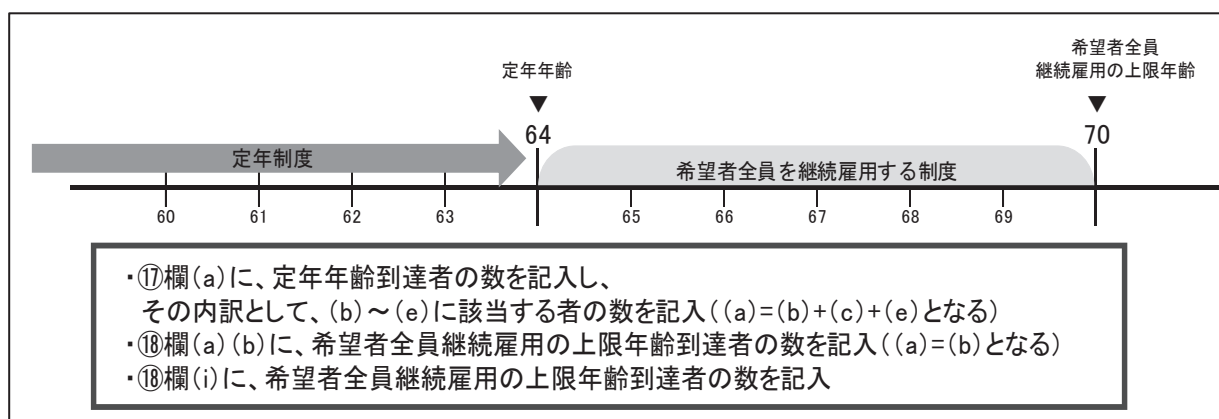 希望者全員
定年年齢
継続雇用の上限年齢
▼
▼
64
70
定年制度
希望者全員を継続雇用する制度
60 61 62 63 65 66 67 68 69
・⑰欄(a)に、定年年齢到達者の数を記入し、
その内訳として、(b)～(e)に該当する者の数を記入((a)=(b)+(c)+(e)となる)
・⑱欄(a)(b)に、希望者全員継続雇用の上限年齢到達者の数を記入((a)=(b)となる)
・⑱欄(i)に、希望者全員継続雇用の上限年齢到達者の数を記入